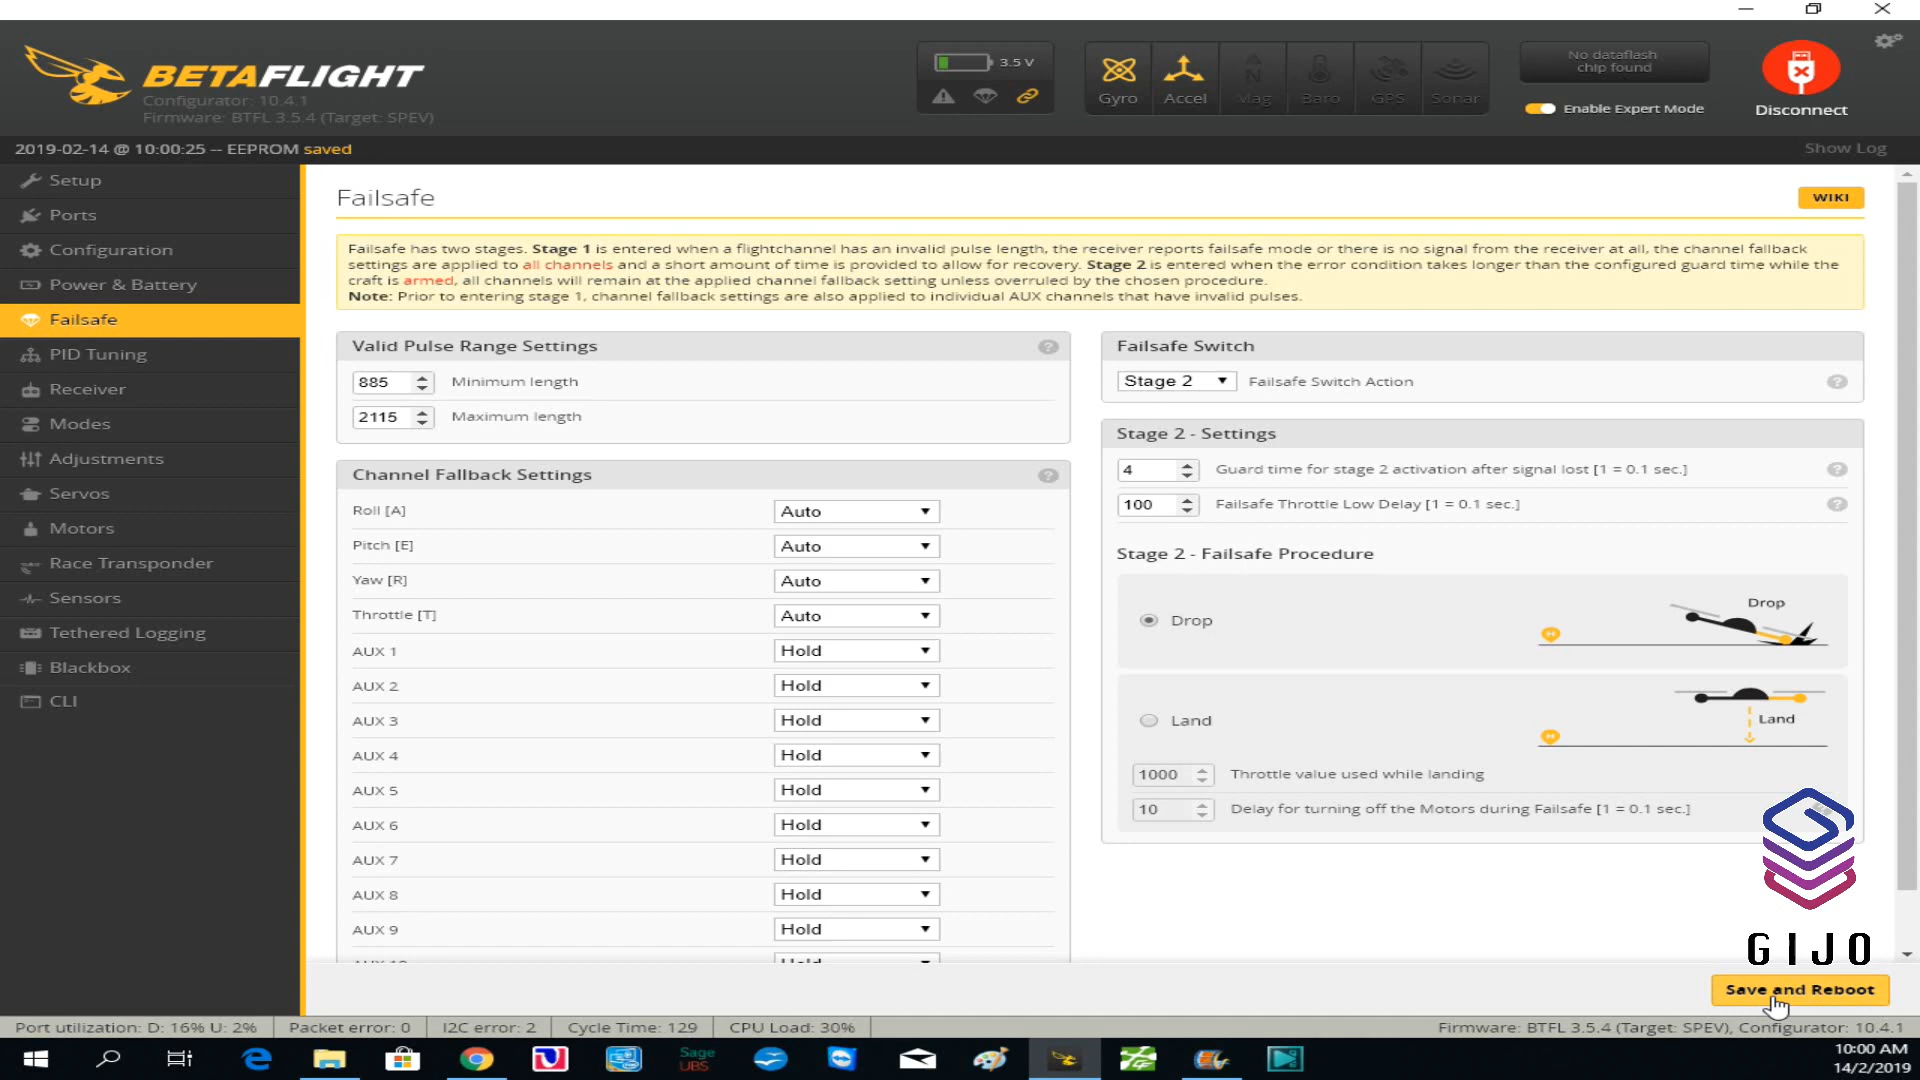 BETAFLIGHT
Configurator: 10.4.1
Firmware: BTFL 3.5.4 (Target: SPEV)
3.5 V
Gyro
Accel
Mag
Baro
GPS
Sonar
No dataflash
chip found
Enable Expert Mode
Disconnect
2019-02-14 @ 10:00:25 -- EEPROM saved
Show Log
Setup
Ports
Configuration
Power & Battery
Failsafe
PID Tuning
Receiver
Modes
Adjustments
Servos
Motors
Race Transponder
Sensors
Tethered Logging
Blackbox
CLI
Failsafe
WIKI
Failsafe has two stages. Stage 1 is entered when a flightchannel has an invalid pulse length, the receiver reports failsafe mode or there is no signal from the receiver at all, the channel fallback
settings are applied to all channels and a short amount of time is provided to allow for recovery. Stage 2 is entered when the error condition takes longer than the configured guard time while the
craft is armed, all channels will remain at the applied channel fallback setting unless overruled by the chosen procedure.
Note: Prior to entering stage 1, channel fallback settings are also applied to individual AUX channels that have invalid pulses.
Valid Pulse Range Settings
885 Minimum length
2115 Maximum length
Channel Fallback Settings
Roll [A] Auto
Pitch [E] Auto
Yaw [R] Auto
Throttle [T] Auto
AUX 1 Hold
AUX 2 Hold
AUX 3 Hold
AUX 4 Hold
AUX 5 Hold
AUX 6 Hold
AUX 7 Hold
AUX 8 Hold
AUX 9 Hold
Failsafe Switch
Stage 2 Failsafe Switch Action
Stage 2 - Settings
4 Guard time for stage 2 activation after signal lost [1 = 0.1 sec.]
100 Failsafe Throttle Low Delay [1 = 0.1 sec.]
Stage 2 - Failsafe Procedure
Drop
Drop
Land
Land
1000 Throttle value used while landing
10 Delay for turning off the Motors during Failsafe [1 = 0.1 sec.]
GIJO
Save and Reboot
Port utilization: D: 16% U: 2%
Packet error: 0
I2C error: 2
Cycle Time: 129
CPU Load: 30%
Firmware: BTFL 3.5.4 (Target: SPEV), Configurator: 10.4.1
Sage
UBS
10:00 AM
14/2/2019